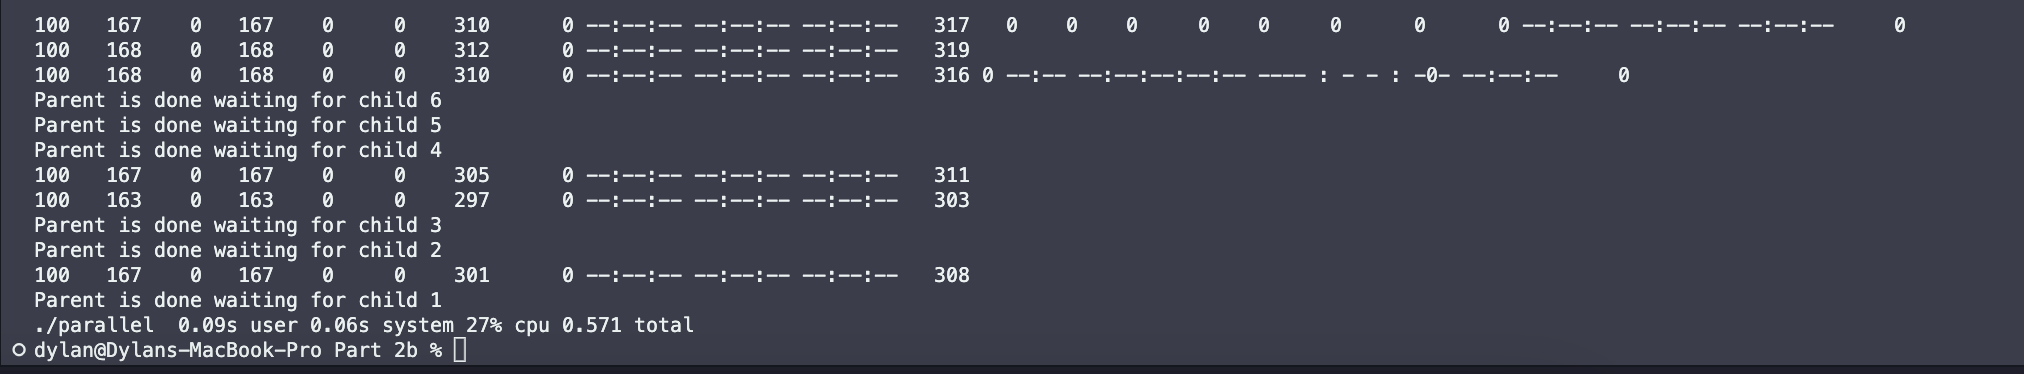 100 167 0 167 0 0 310 0 --:--:-- --:--:-- --:--:-- 317 0 0 0 0 0 0 0 0 --:--:-- --:--:-- --:--:-- 0
100 168 0 168 0 0 312 0 --:--:-- --:--:-- --:--:-- 319
100 168 0 168 0 0 310 0 --:--:-- --:--:-- --:--:-- 316 0 --:-- --:--:--:--:-- ---- : - - : -0- --:--:-- 0
Parent is done waiting for child 6
Parent is done waiting for child 5
Parent is done waiting for child 4
100 167 0 167 0 0 305 0 --:--:-- --:--:-- --:--:-- 311
100 163 0 163 0 0 297 0 --:--:-- --:--:-- --:--:-- 303
Parent is done waiting for child 3
Parent is done waiting for child 2
100 167 0 167 0 0 301 0 --:--:-- --:--:-- --:--:-- 308
Parent is done waiting for child 1
./parallel 0.09s user 0.06s system 27% cpu 0.571 total
dylan@Dylans-MacBook-Pro Part 2b %